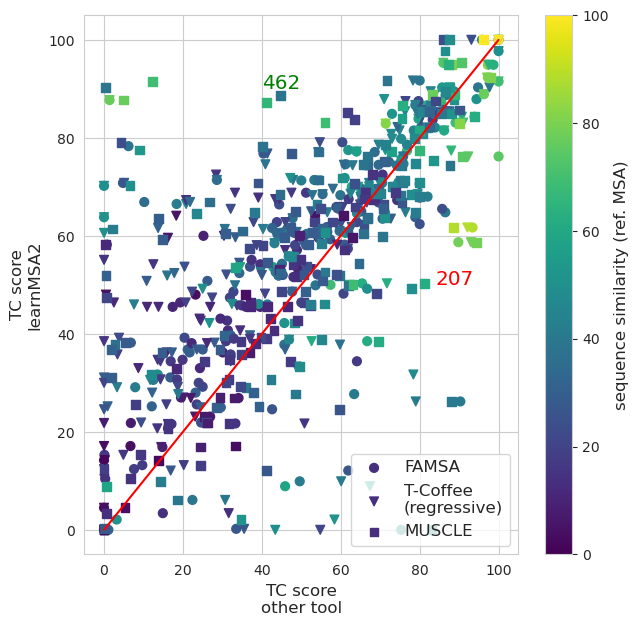 100
80
60
40
20
0
0
20
40
60
80
100
TC score
learnMSA2
TC score
other tool
462
207
FAMSA
T-Coffee
(regressive)
MUSCLE
100
80
60
40
20
0
sequence similarity (ref. MSA)